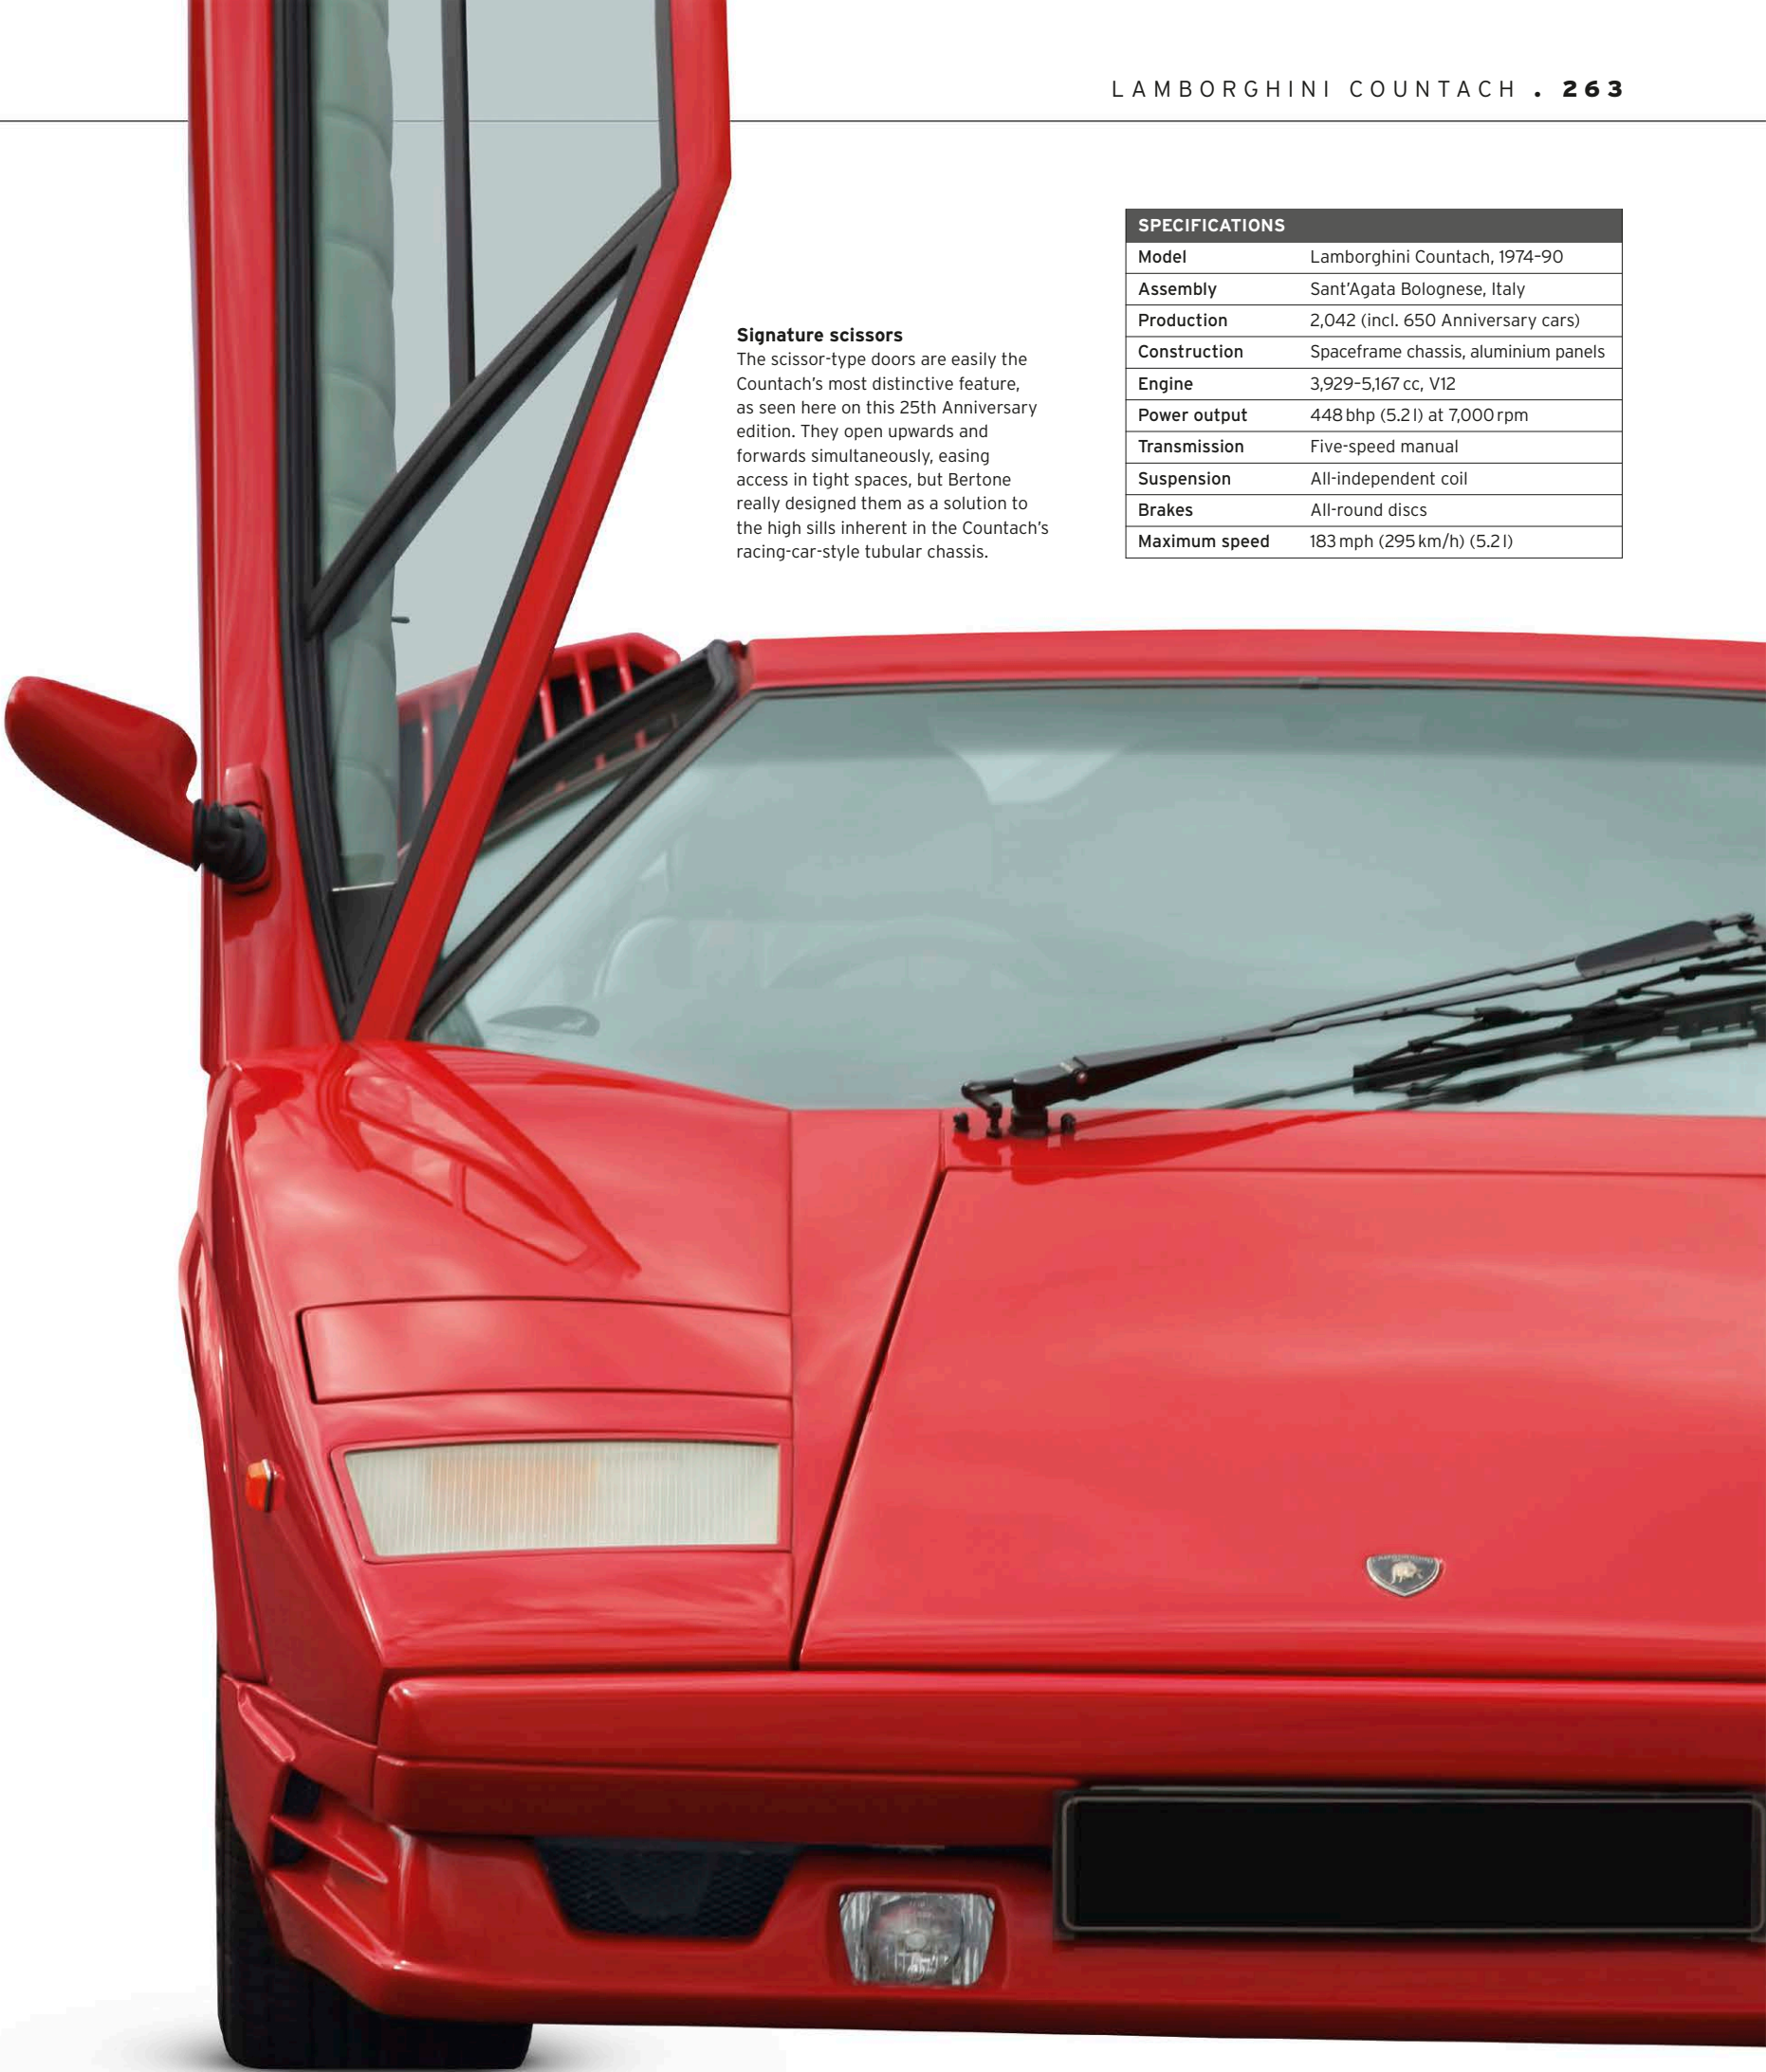 LAMBORGHINI COUNTACH . 263
Signature scissors
The scissor-type doors are easily the
Countach's most distinctive feature,
as seen here on this 25th Anniversary
edition. They open upwards and
forwards simultaneously, easing
access in tight spaces, but Bertone
really designed them as a solution to
the high sills inherent in the Countach's
racing-car-style tubular chassis.
SPECIFICATIONS
Model Lamborghini Countach, 1974–90
Assembly Sant'Agata Bolognese, Italy
Production 2,042 (incl. 650 Anniversary cars)
Construction Spaceframe chassis, aluminium panels
Engine 3,929–5,167 cc, V12
Power output 448 bhp (5.2 l) at 7,000 rpm
Transmission Five-speed manual
Suspension All-independent coil
Brakes All-round discs
Maximum speed 183 mph (295 km/h) (5.2 l)